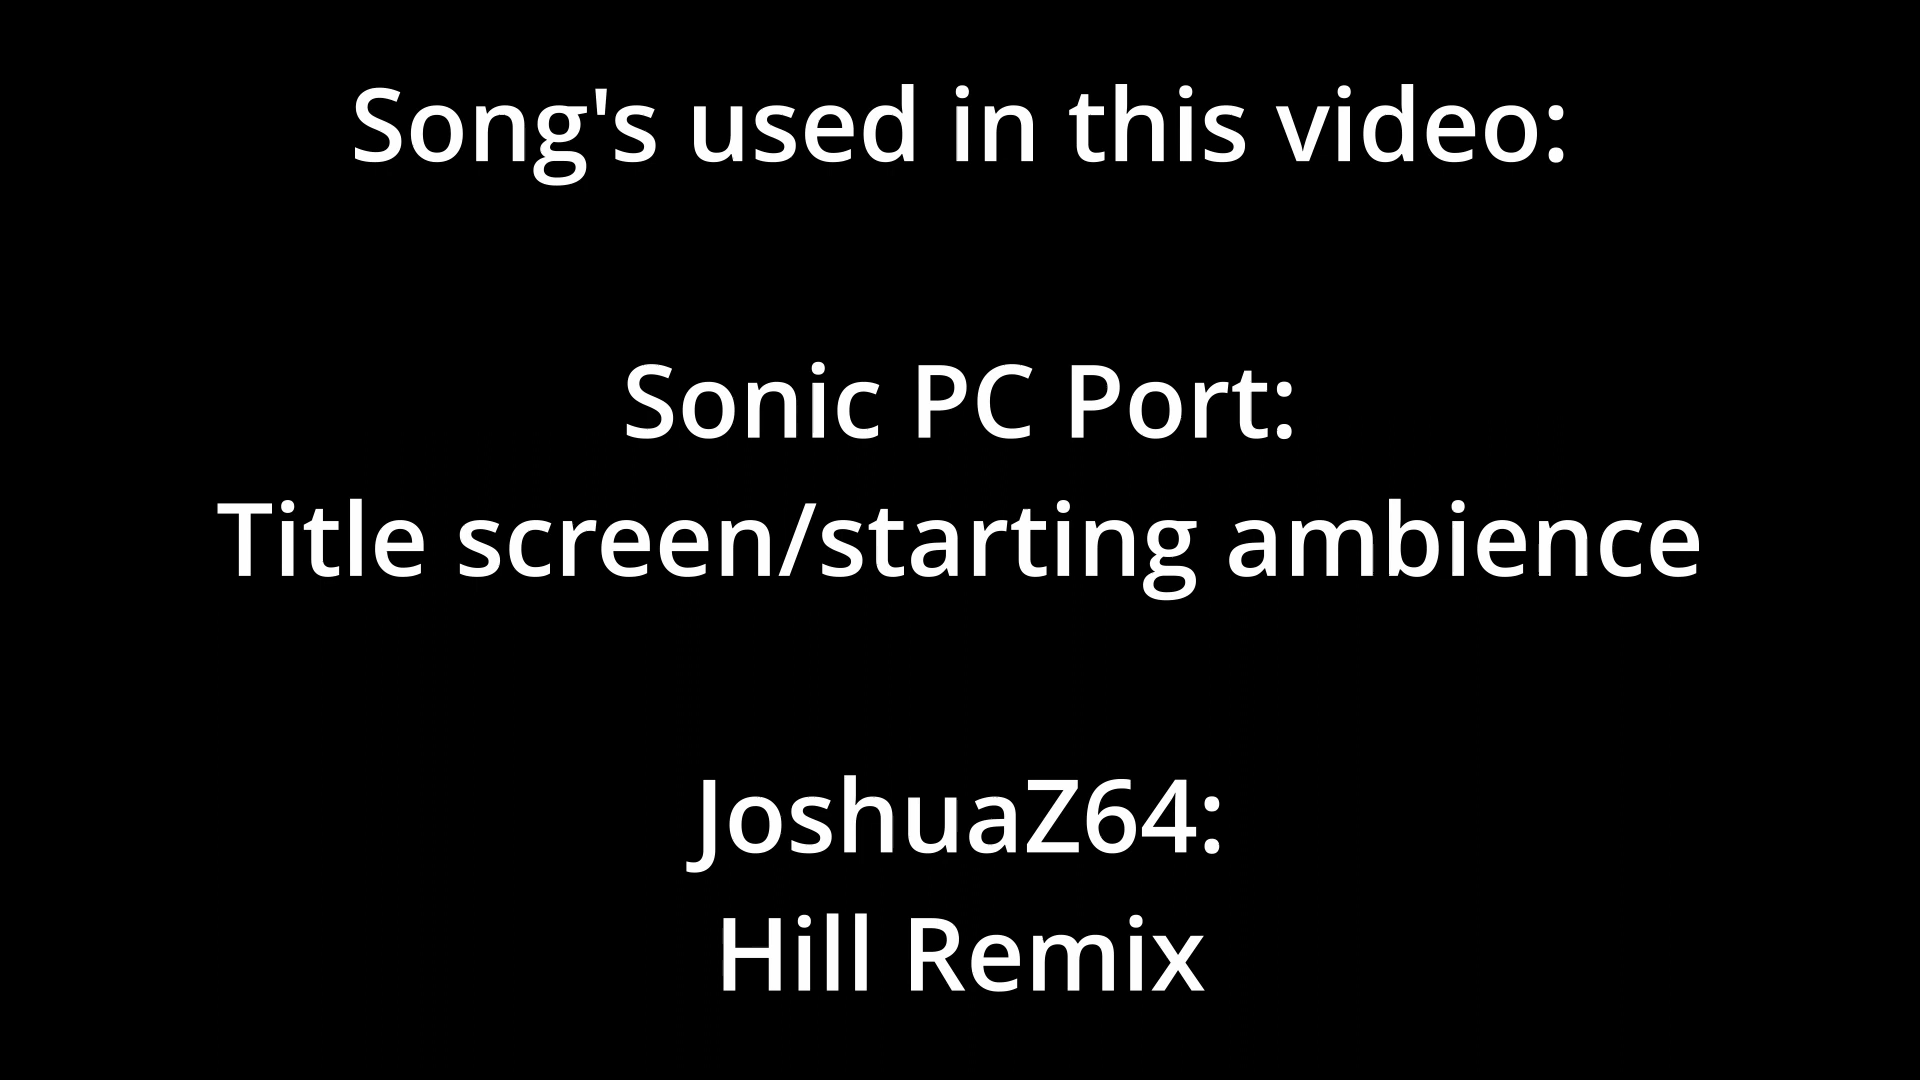 Song's used in this video:
Sonic PC Port:
Title screen/starting ambience
JoshuaZ64:
Hill Remix